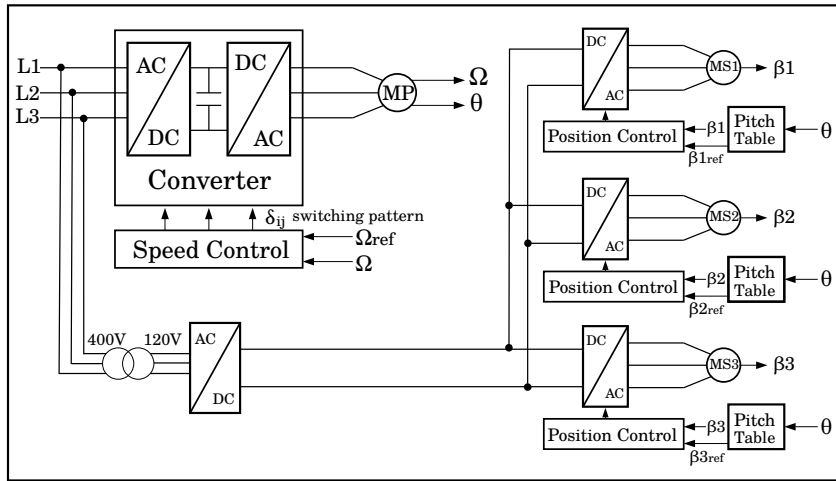 L1
L2
L3
AC
DC
DC
AC
Converter
MP
Ω
θ
δij switching pattern
Speed Control
Ωref
Ω
400V
120V
AC
DC
DC
AC
MS1
β1
Position Control
β1
β1ref
Pitch
Table
θ
DC
AC
MS2
β2
Position Control
β2
β2ref
Pitch
Table
θ
DC
AC
MS3
β3
Position Control
β3
β3ref
Pitch
Table
θ